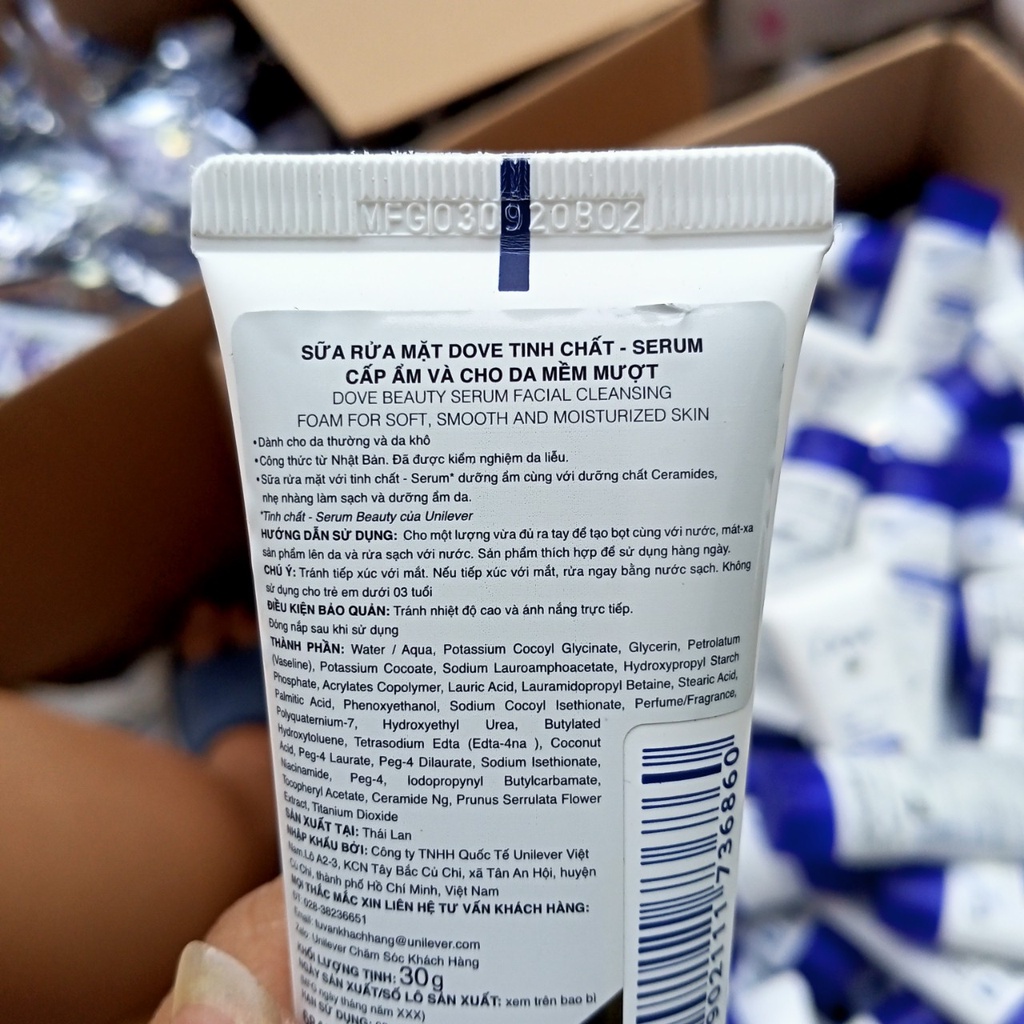 MFG030920B02
SỮA RỬA MẶT DOVE TINH CHẤT - SERUM
CẤP ẨM VÀ CHO DA MỀM MƯỢT
DOVE BEAUTY SERUM FACIAL CLEANSING
FOAM FOR SOFT, SMOOTH AND MOISTURIZED SKIN
•Dành cho da thường và da khô
•Công thức từ Nhật Bản. Đã được kiểm nghiệm da liễu.
•Sữa rửa mặt với tinh chất - Serum* dưỡng ẩm cùng với dưỡng chất Ceramides,
nhẹ nhàng làm sạch và dưỡng ẩm da.
*Tinh chất - Serum Beauty của Unilever
HƯỚNG DẪN SỬ DỤNG: Cho một lượng vừa đủ ra tay để tạo bọt cùng với nước, mát-xa
sản phẩm lên da và rửa sạch với nước. Sản phẩm thích hợp để sử dụng hàng ngày.
CHÚ Ý: Tránh tiếp xúc với mắt. Nếu tiếp xúc với mắt, rửa ngay bằng nước sạch. Không
sử dụng cho trẻ em dưới 03 tuổi
ĐIỀU KIỆN BẢO QUẢN: Tránh nhiệt độ cao và ánh nắng trực tiếp.
Đóng nắp sau khi sử dụng
THÀNH PHẦN: Water / Aqua, Potassium Cocoyl Glycinate, Glycerin, Petrolatum
(Vaseline), Potassium Cocoate, Sodium Lauroamphoacetate, Hydroxypropyl Starch
Phosphate, Acrylates Copolymer, Lauric Acid, Lauramidopropyl Betaine, Stearic Acid,
Palmitic Acid, Phenoxyethanol, Sodium Cocoyl Isethionate, Perfume/Fragrance,
Polyquaternium-7, Hydroxyethyl Urea, Butylated
Hydroxytoluene, Tetrasodium Edta (Edta-4na ), Coconut
Acid, Peg-4 Laurate, Peg-4 Dilaurate, Sodium Isethionate,
Niacinamide, Peg-4, Iodopropynyl Butylcarbamate,
Tocopheryl Acetate, Ceramide Ng, Prunus Serrulata Flower
Extract, Titanium Dioxide
SẢN XUẤT TẠI: Thái Lan
NHẬP KHẨU BỞI: Công ty TNHH Quốc Tế Unilever Việt
Nam,Lô A2-3, KCN Tây Bắc Củ Chi, xã Tân An Hội, huyện
Củ Chi, thành phố Hồ Chí Minh, Việt Nam
MỌI THẮC MẮC XIN LIÊN HỆ TƯ VẤN KHÁCH HÀNG:
ĐT: 028-38236651
Email: tuvankhachhang@unilever.com
Zalo: Unilever Chăm Sóc Khách Hàng
KHỐI LƯỢNG TỊNH: 30g
NGÀY SẢN XUẤT/SỐ LÔ SẢN XUẤT: xem trên bao bì
(MFG ngày tháng năm XXX)
HẠN SỬ DỤNG:
902111 736860